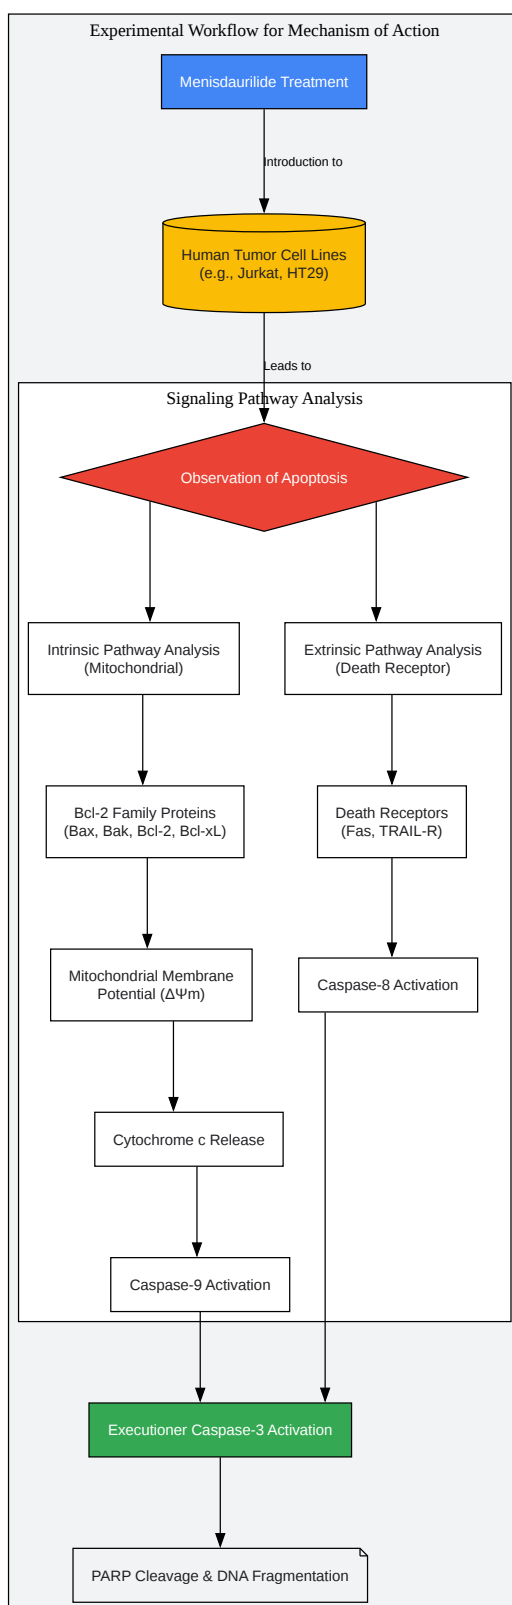 Experimental Workflow for Mechanism of Action
Menisdaurilide Treatment
Introduction to
Human Tumor Cell Lines
(e.g., Jurkat, HT29)
Leads to
Signaling Pathway Analysis
Observation of Apoptosis
Intrinsic Pathway Analysis
(Mitochondrial)
Extrinsic Pathway Analysis
(Death Receptor)
Bcl-2 Family Proteins
(Bax, Bak, Bcl-2, Bcl-xL)
Death Receptors
(Fas, TRAIL-R)
Mitochondrial Membrane
Potential (ΔΨm)
Caspase-8 Activation
Cytochrome c Release
Caspase-9 Activation
Executioner Caspase-3 Activation
PARP Cleavage & DNA Fragmentation